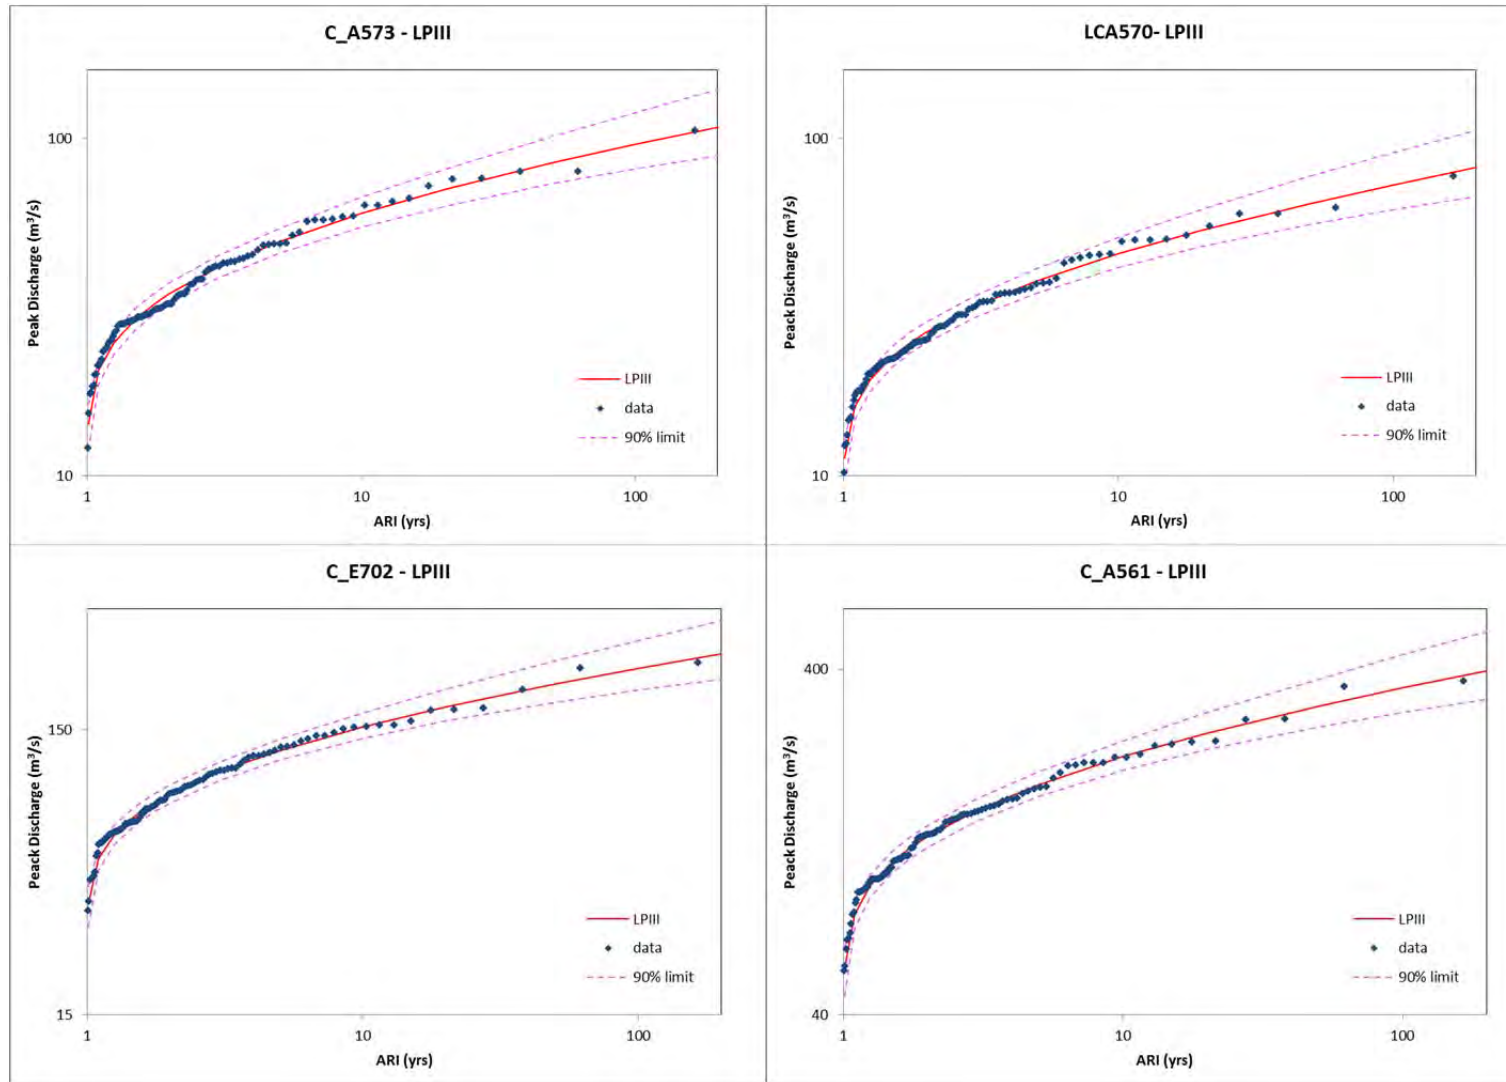 C_A573 - LPIII
100
10
1
10
100
Peak Discharge (m³/s)
ARI (yrs)
LPIII
data
90% limit
LCA570- LPIII
100
10
1
10
100
Peack Discharge (m³/s)
ARI (yrs)
LPIII
data
90% limit
C_E702 - LPIII
150
15
1
10
100
Peack Discharge (m³/s)
ARI (yrs)
LPIII
data
90% limit
C_A561 - LPIII
400
40
1
10
100
Peack Discharge (m³/s)
ARI (yrs)
LPIII
data
90% limit